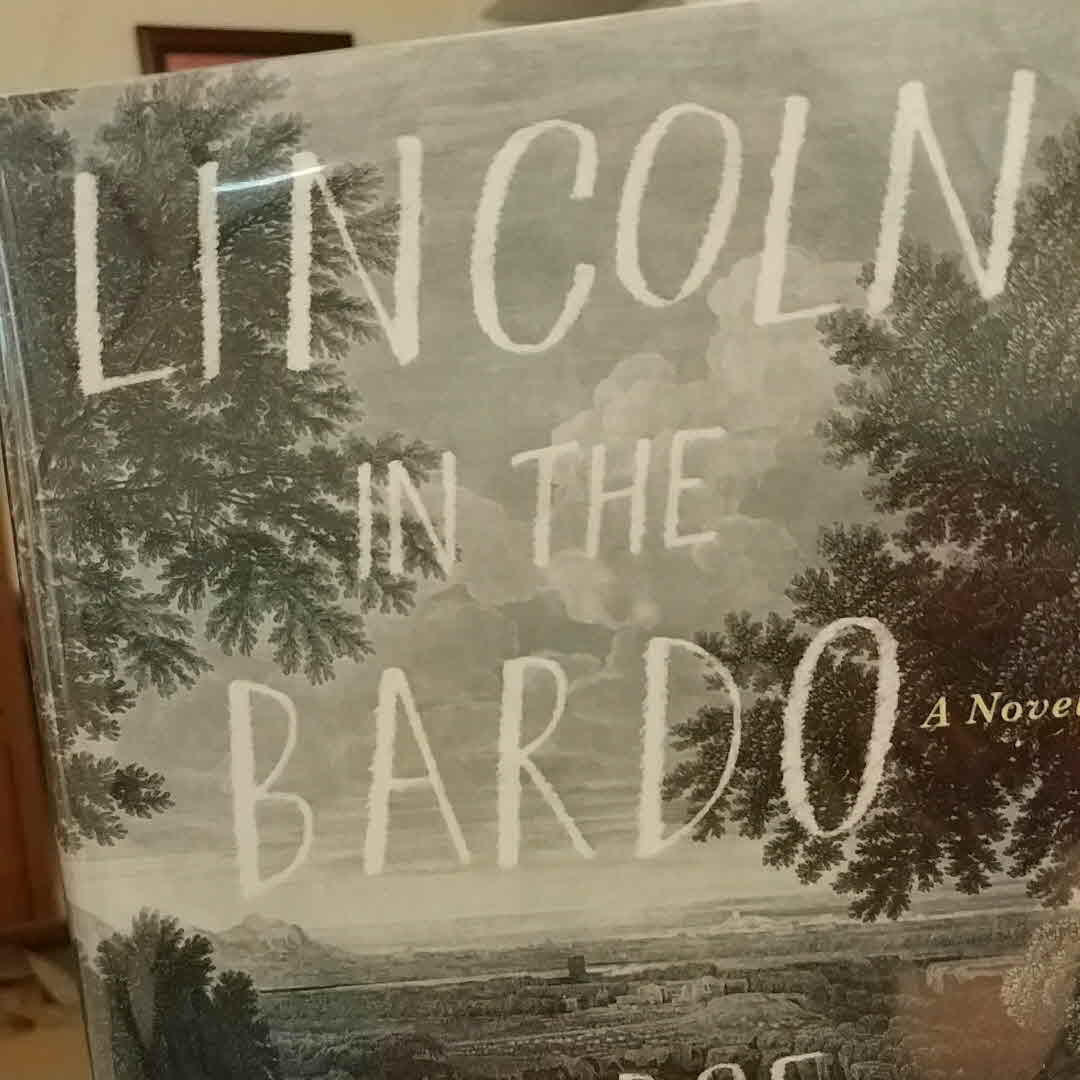 LINCOLN
IN THE
BARDO
A Novel